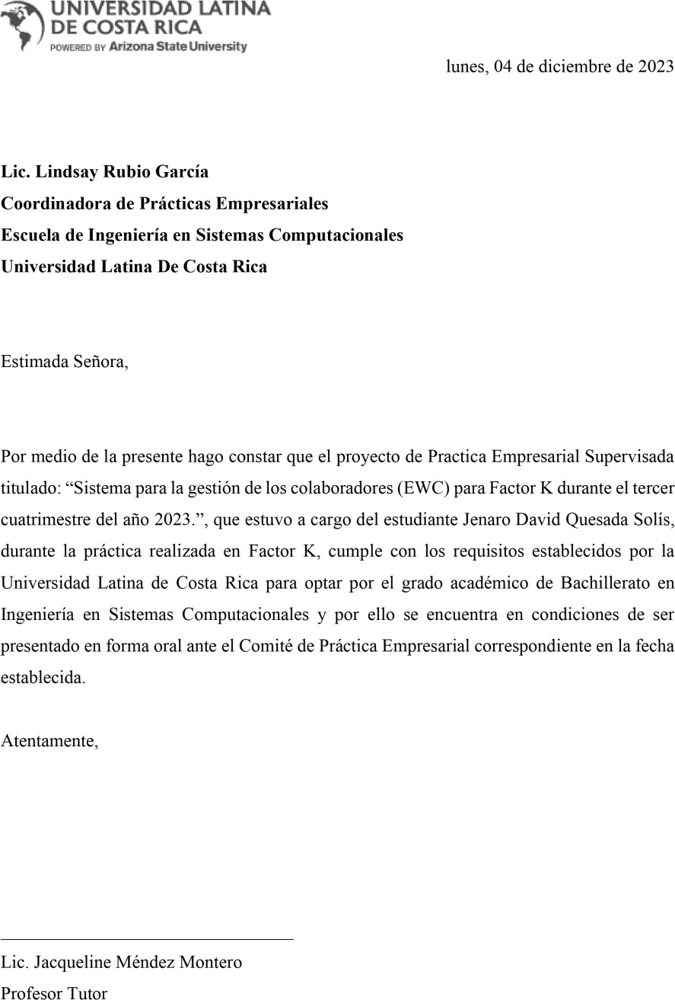 UNIVERSIDAD LATINA
DE COSTA RICA
POWERED BY Arizona State University
lunes, 04 de diciembre de 2023
Lic. Lindsay Rubio García
Coordinadora de Prácticas Empresariales
Escuela de Ingeniería en Sistemas Computacionales
Universidad Latina De Costa Rica
Estimada Señora,
Por medio de la presente hago constar que el proyecto de Practica Empresarial Supervisada
titulado: “Sistema para la gestión de los colaboradores (EWC) para Factor K durante el tercer
cuatrimestre del año 2023.”, que estuvo a cargo del estudiante Jenaro David Quesada Solís,
durante la práctica realizada en Factor K, cumple con los requisitos establecidos por la
Universidad Latina de Costa Rica para optar por el grado académico de Bachillerato en
Ingeniería en Sistemas Computacionales y por ello se encuentra en condiciones de ser
presentado en forma oral ante el Comité de Práctica Empresarial correspondiente en la fecha
establecida.
Atentamente,
Lic. Jacqueline Méndez Montero
Profesor Tutor